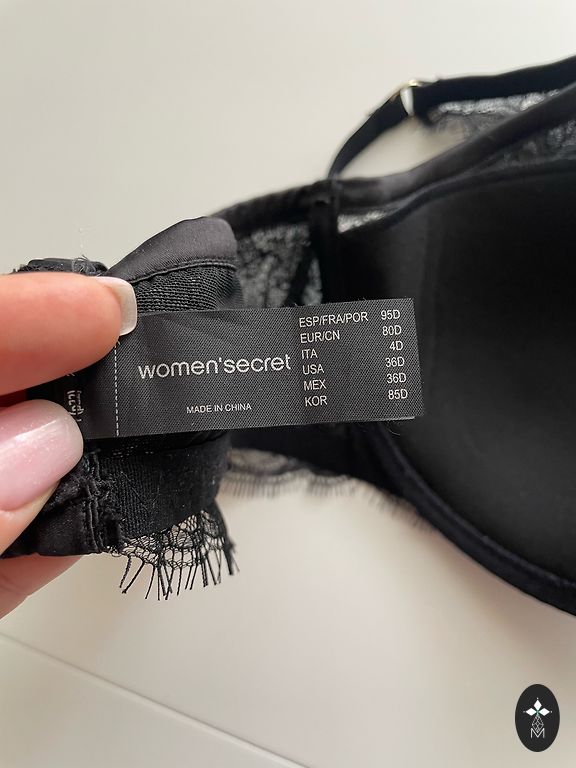 women'secret
MADE IN CHINA
ESP/FRA/POR 95D
EUR/CN 80D
ITA 4D
USA 36D
MEX 36D
KOR 85D
M